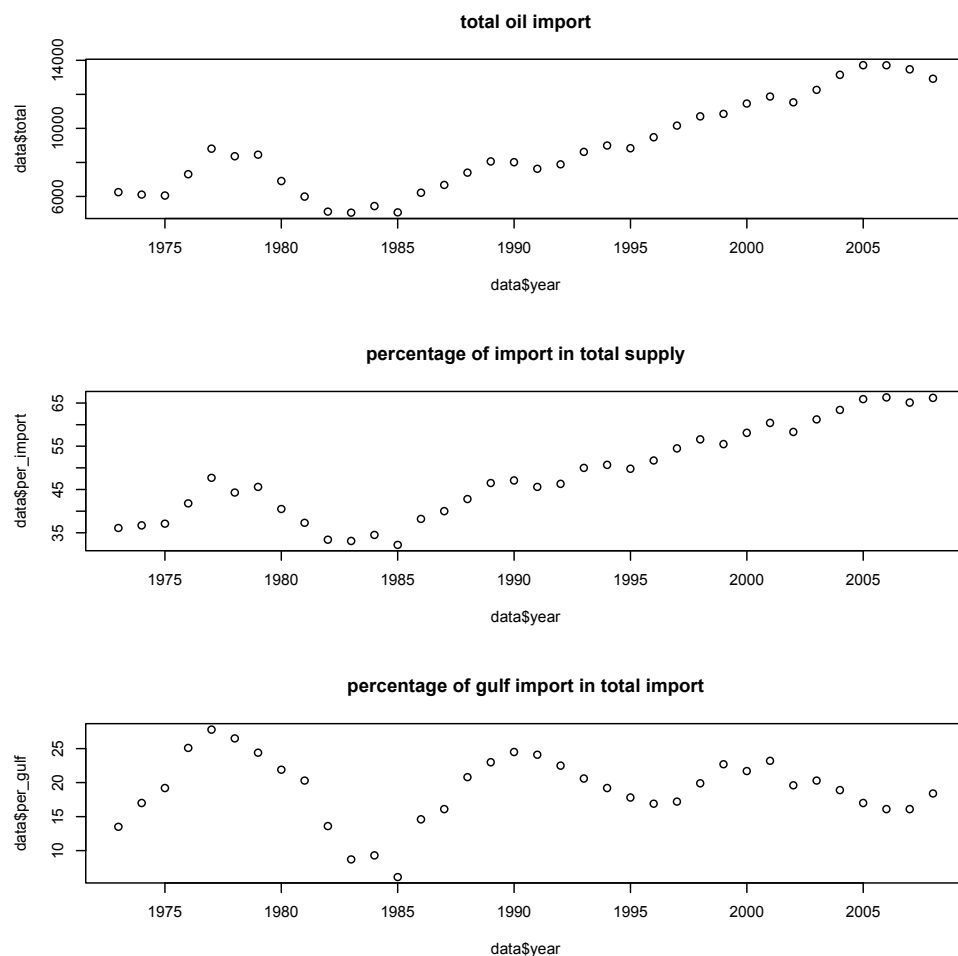 total oil import
data$total
14000
10000
6000
1975 1980 1985 1990 1995 2000 2005
data$year
percentage of import in total supply
data$per_import
65
55
45
35
1975 1980 1985 1990 1995 2000 2005
data$year
percentage of gulf import in total import
data$per_gulf
25
20
15
10
1975 1980 1985 1990 1995 2000 2005
data$year